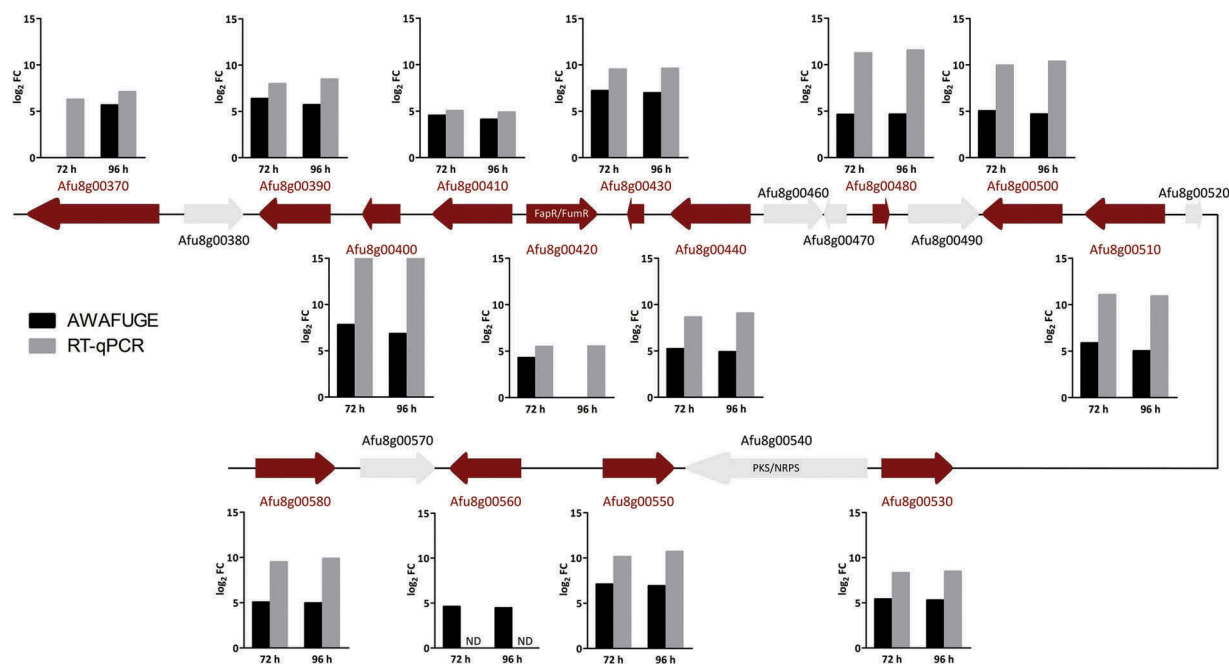 15
10
5
0
log2 FC
72 h
96 h
15
10
5
0
log2 FC
72 h
96 h
15
10
5
0
log2 FC
72 h
96 h
15
10
5
0
log2 FC
72 h
96 h
15
10
5
0
log2 FC
72 h
96 h
15
10
5
0
log2 FC
72 h
96 h
Afu8g00370
Afu8g00390
Afu8g00410
Afu8g00430
Afu8g00460
Afu8g00480
Afu8g00500
Afu8g00520
FapR/FumR
Afu8g00380
Afu8g00400
Afu8g00420
Afu8g00440
Afu8g00470
Afu8g00490
Afu8g00510
AWAFUGE
RT-qPCR
15
10
5
0
log2 FC
72 h
96 h
15
10
5
0
log2 FC
72 h
96 h
15
10
5
0
log2 FC
72 h
96 h
15
10
5
0
log2 FC
72 h
96 h
Afu8g00570
Afu8g00540
PKS/NRPS
Afu8g00580
Afu8g00560
Afu8g00550
Afu8g00530
15
10
5
0
log2 FC
72 h
96 h
15
10
5
0
log2 FC
ND
ND
72 h
96 h
15
10
5
0
log2 FC
72 h
96 h
15
10
5
0
log2 FC
72 h
96 h